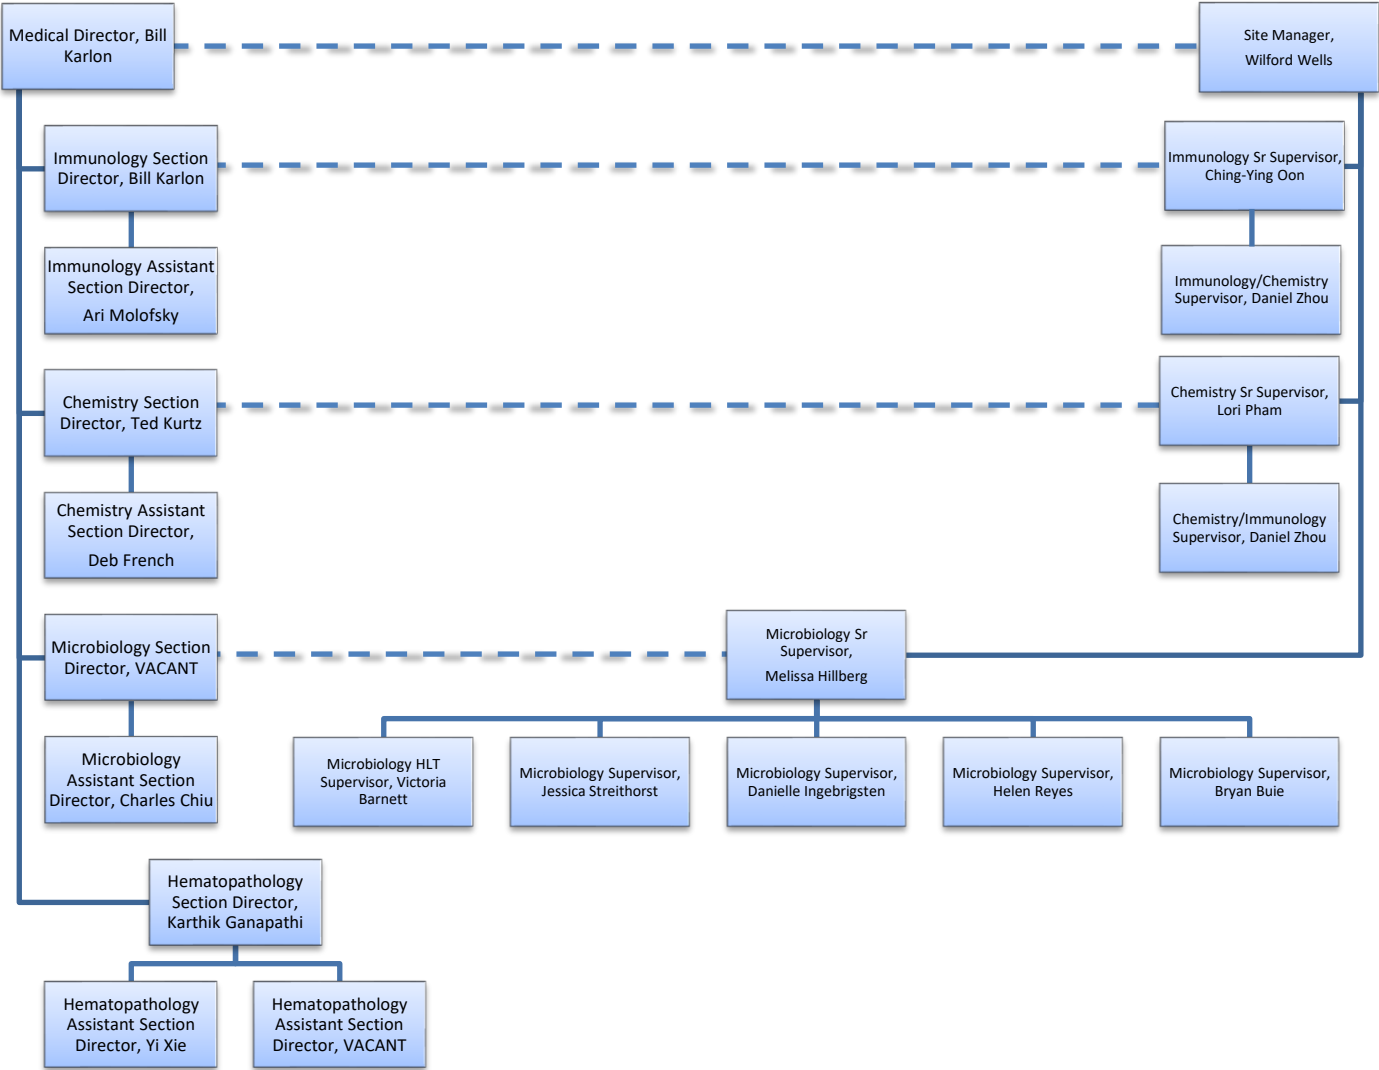 Medical Director, Bill
Karlon
Site Manager,
Wilford Wells
Immunology Section
Director, Bill Karlon
Immunology Sr Supervisor,
Ching-Ying Oon
Immunology Assistant
Section Director,
Ari Molofsky
Immunology/Chemistry
Supervisor, Daniel Zhou
Chemistry Section
Director, Ted Kurtz
Chemistry Sr Supervisor,
Lori Pham
Chemistry Assistant
Section Director,
Deb French
Chemistry/Immunology
Supervisor, Daniel Zhou
Microbiology Section
Director, VACANT
Microbiology Sr
Supervisor,
Melissa Hillberg
Microbiology
Assistant Section
Director, Charles Chiu
Microbiology HLT
Supervisor, Victoria
Barnett
Microbiology Supervisor,
Jessica Streithorst
Microbiology Supervisor,
Danielle Ingebrigsten
Microbiology Supervisor,
Helen Reyes
Microbiology Supervisor,
Bryan Buie
Hematopathology
Section Director,
Karthik Ganapathi
Hematopathology
Assistant Section
Director, Yi Xie
Hematopathology
Assistant Section
Director, VACANT